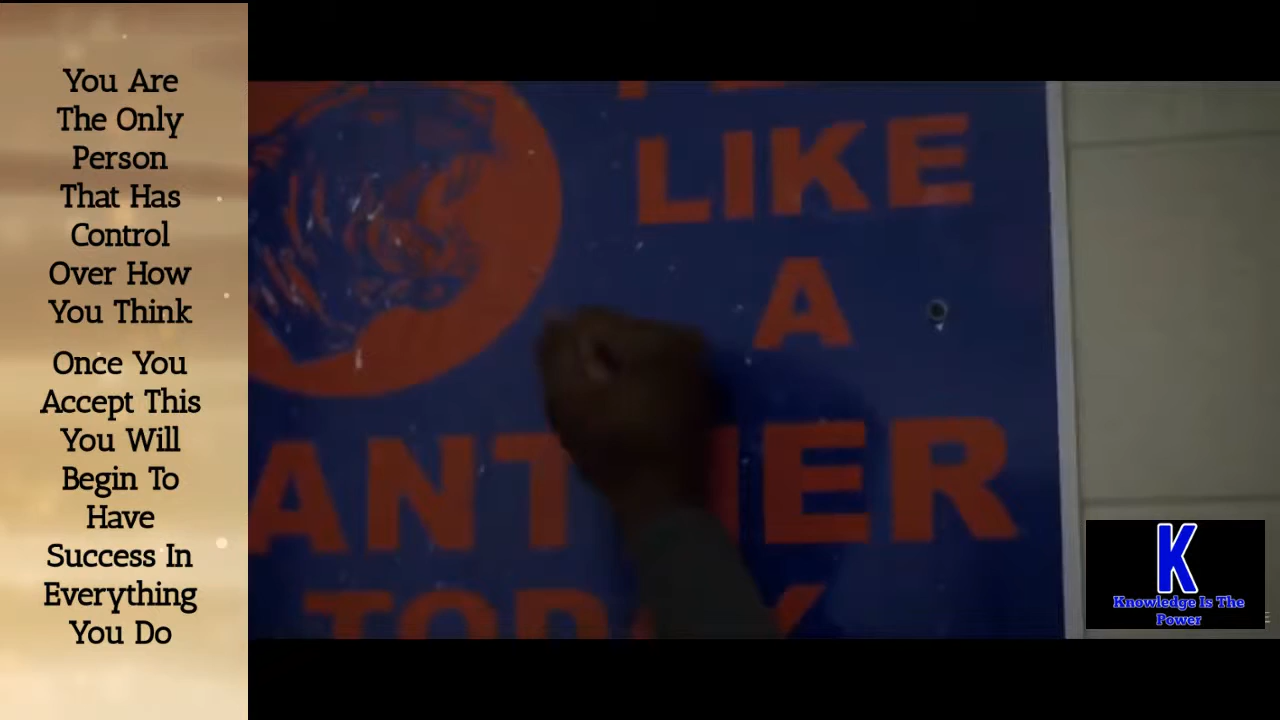 You Are
The Only
Person
That Has
Control
Over How
You Think
Once You
Accept This
You Will
Begin To
Have
Success In
Everything
You Do
LIKE
A
TODAY
K
Knowledge Is The
Power